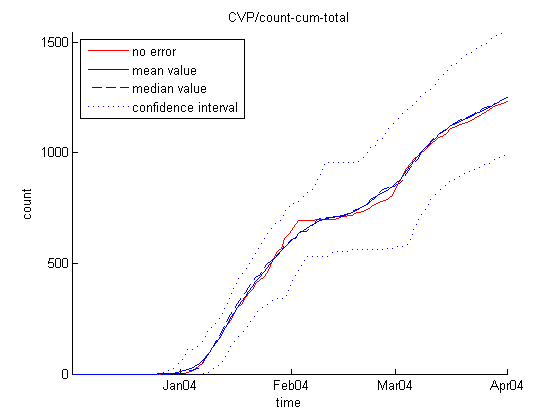 CVP/count-cum-total
1500
no error
mean value
median value
confidence interval
1000
count
500
0
Jan04 Feb04 Mar04 Apr04
time